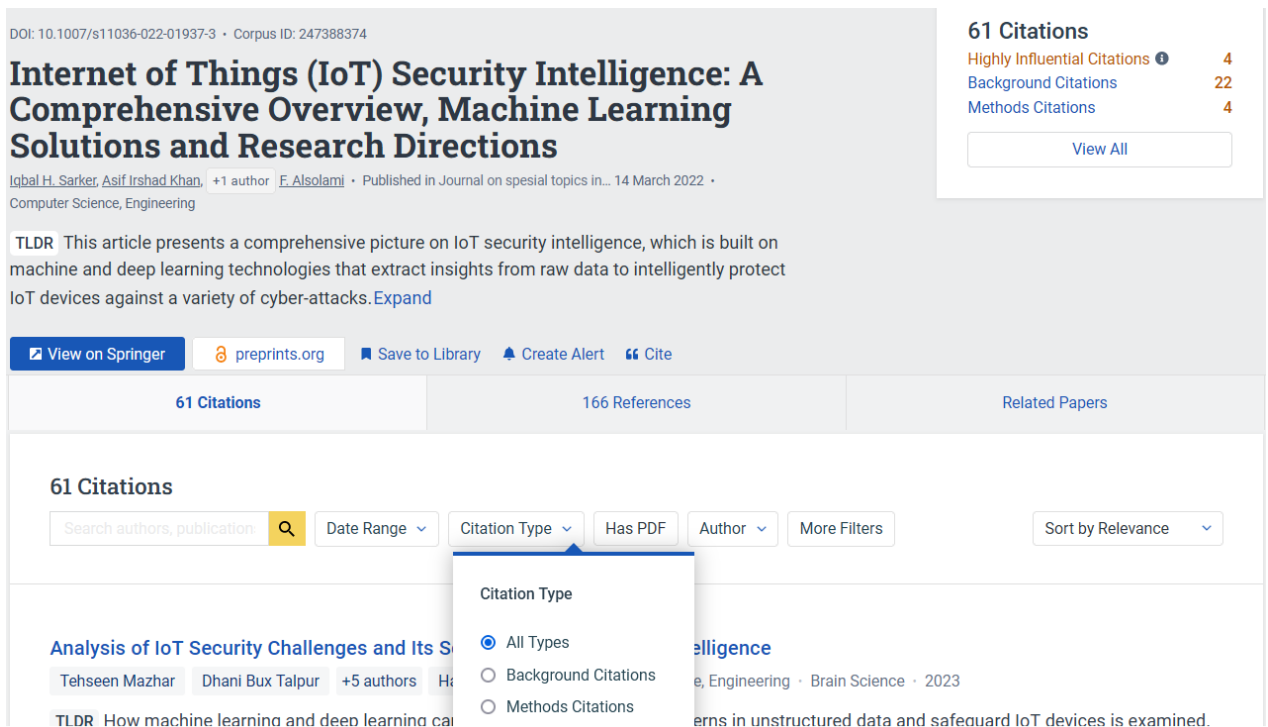 DOI: 10.1007/s11036-022-01937-3 • Corpus ID: 247388374
Internet of Things (IoT) Security Intelligence: A
Comprehensive Overview, Machine Learning
Solutions and Research Directions
Iqbal H. Sarker, Asif Irshad Khan, +1 author F. Alsolami • Published in Journal on spesial topics in… 14 March 2022 •
Computer Science, Engineering
TLDR This article presents a comprehensive picture on IoT security intelligence, which is built on
machine and deep learning technologies that extract insights from raw data to intelligently protect
IoT devices against a variety of cyber-attacks. Expand
View on Springer preprints.org Save to Library Create Alert Cite
61 Citations
Highly Influential Citations 4
Background Citations 22
Methods Citations 4
View All
61 Citations 166 References Related Papers
61 Citations
Search authors, publication Date Range Citation Type Has PDF Author More Filters Sort by Relevance
Citation Type
All Types
Background Citations
Methods Citations
Analysis of IoT Security Challenges and Its S elligence
Tehseen Mazhar Dhani Bux Talpur +5 authors Ha e, Engineering · Brain Science · 2023
TLDR How machine learning and deep learning ca erns in unstructured data and safeguard IoT devices is examined.